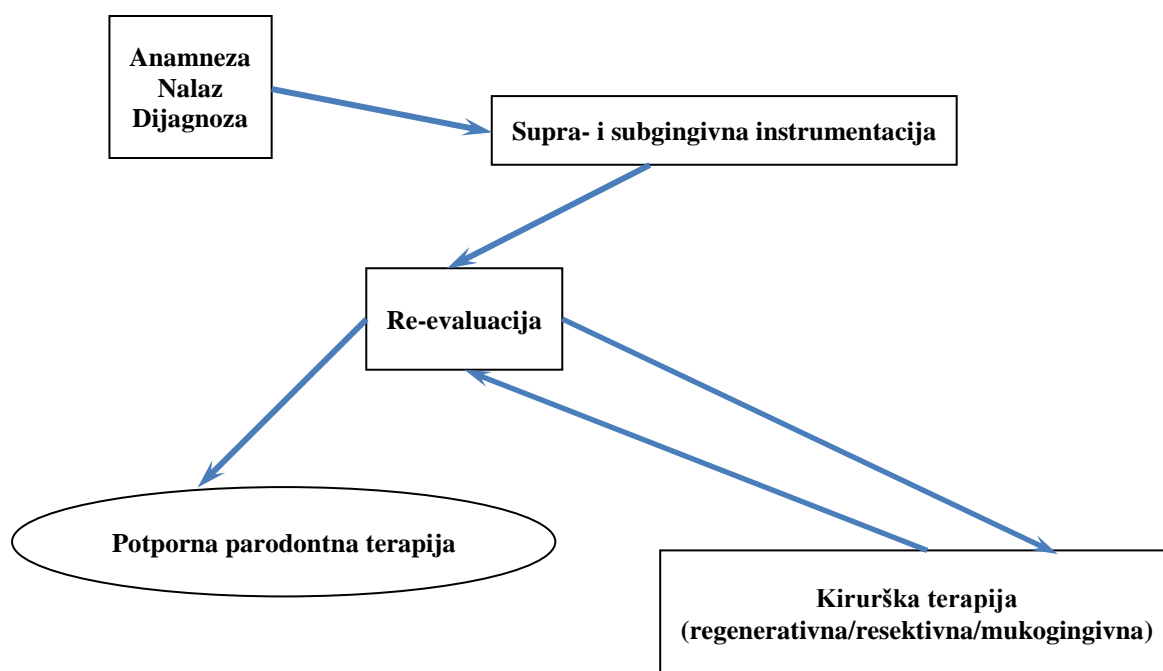 Anamneza
Nalaz
Dijagnoza
Supra- i subgingivna instrumentacija
Re-evaluacija
Potporna parodontna terapija
Kirurška terapija
(regenerativna/resektivna/mukogingivna)